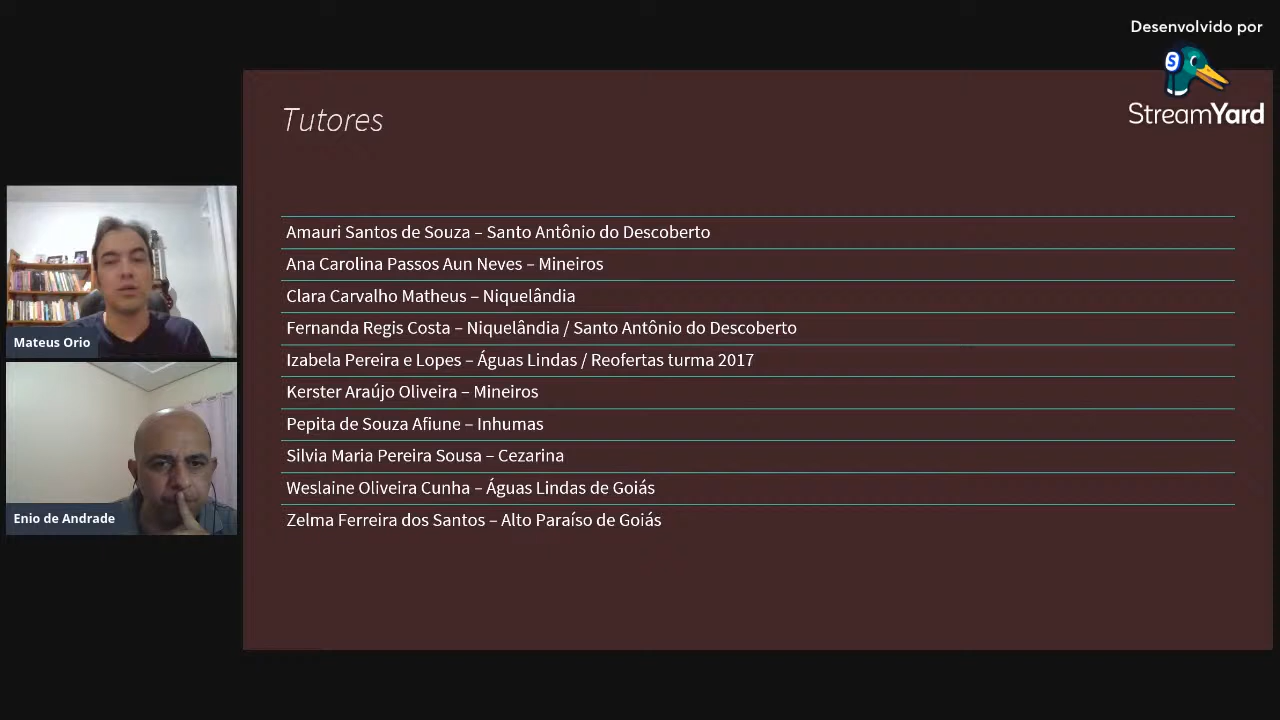 Desenvolvido por
StreamYard
Tutores
Amauri Santos de Souza – Santo Antônio do Descoberto
Ana Carolina Passos Aun Neves – Mineiros
Clara Carvalho Matheus – Niquelândia
Fernanda Regis Costa – Niquelândia / Santo Antônio do Descoberto
Izabela Pereira e Lopes – Águas Lindas / Reofertas turma 2017
Kerster Araújo Oliveira – Mineiros
Pepita de Souza Afiune – Inhumas
Silvia Maria Pereira Sousa – Cezarina
Weslaine Oliveira Cunha – Águas Lindas de Goiás
Zelma Ferreira dos Santos – Alto Paraíso de Goiás
Mateus Orio
Enio de Andrade